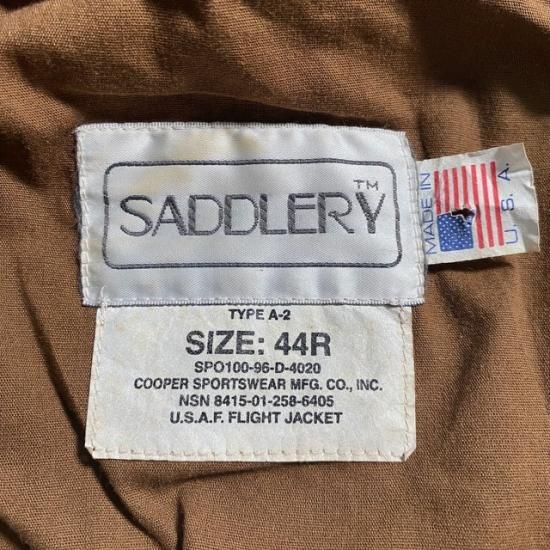 SADDLERY™
MADE IN
U.S.A.
TYPE A-2
SIZE: 44R
SPO100-96-D-4020
COOPER SPORTSWEAR MFG. CO., INC.
NSN 8415-01-258-6405
U.S.A.F. FLIGHT JACKET